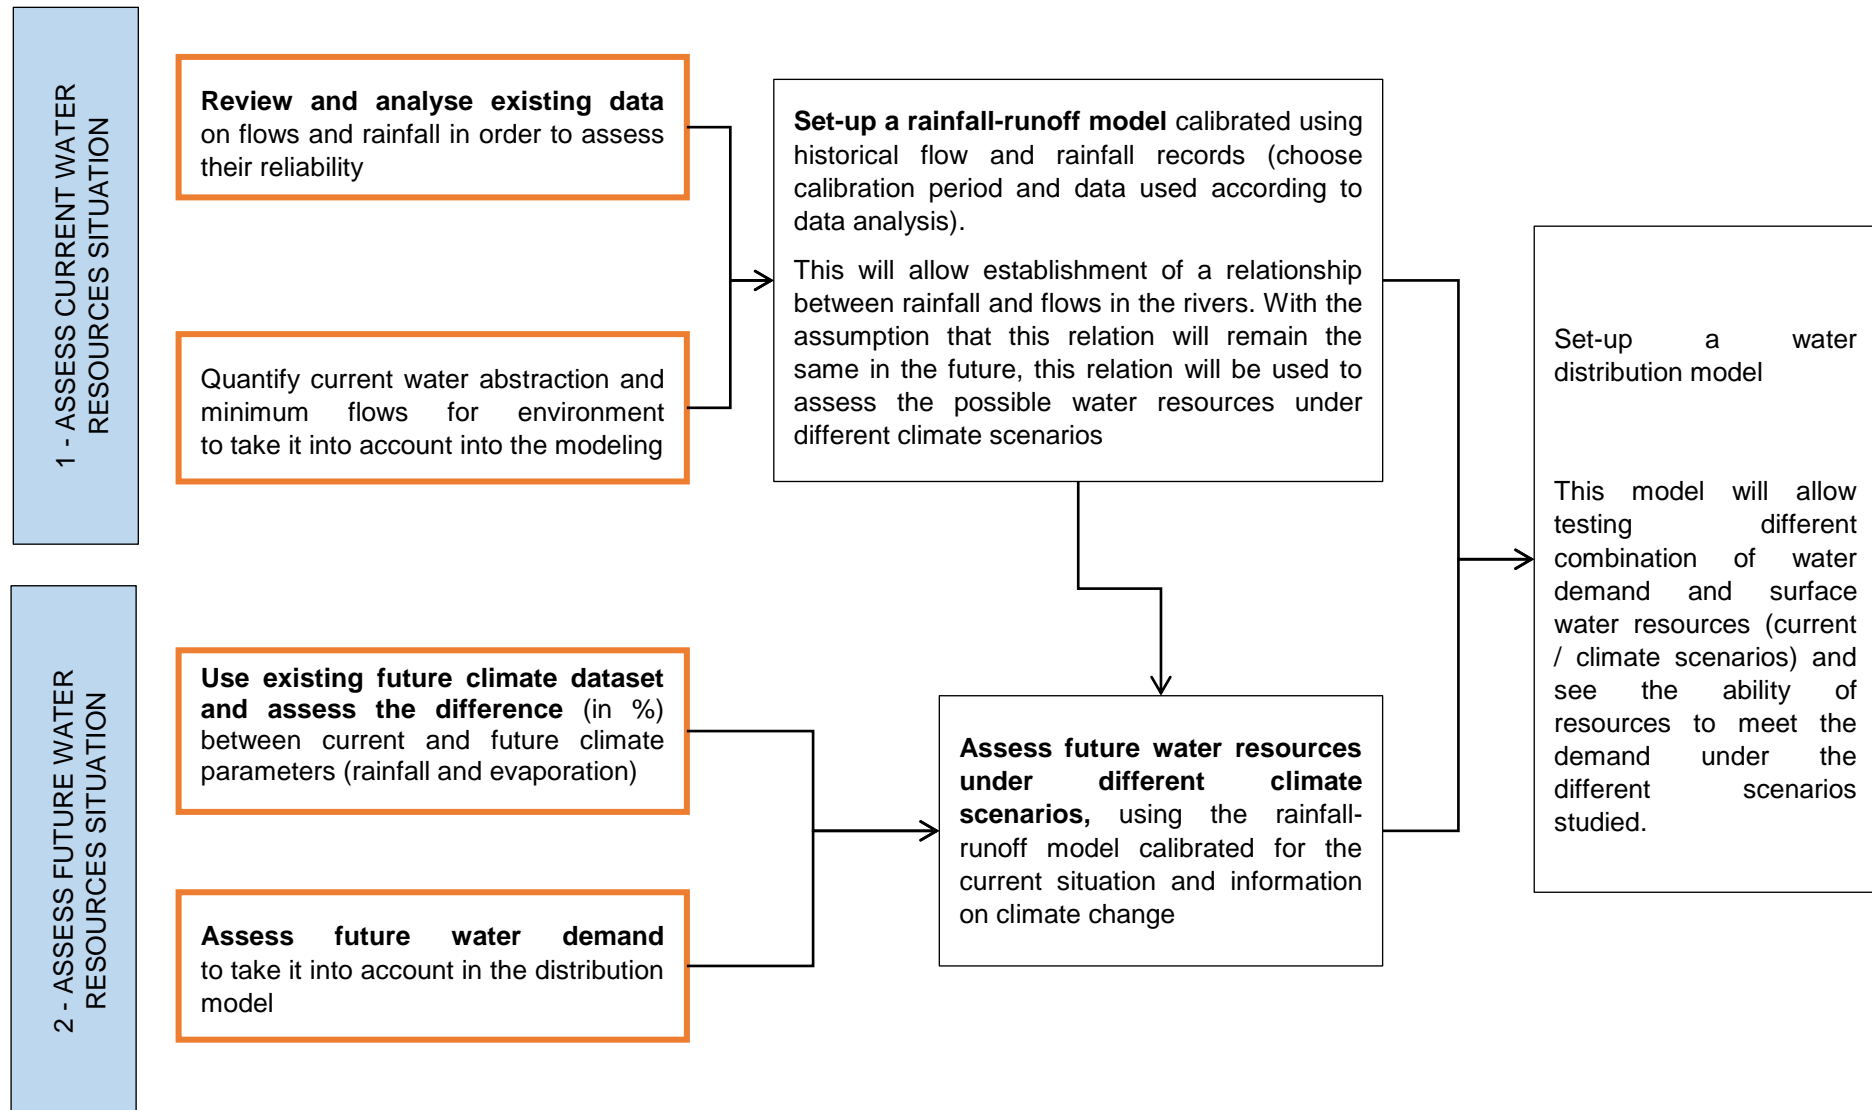 1 - ASSESS CURRENT WATER
RESOURCES SITUATION
Review and analyse existing data
on flows and rainfall in order to assess
their reliability
Quantify current water abstraction and
minimum flows for environment
to take it into account into the modeling
Set-up a rainfall-runoff model calibrated using
historical flow and rainfall records (choose
calibration period and data used according to
data analysis).
This will allow establishment of a relationship
between rainfall and flows in the rivers. With the
assumption that this relation will remain the
same in the future, this relation will be used to
assess the possible water resources under
different climate scenarios
2 - ASSESS FUTURE WATER
RESOURCES SITUATION
Use existing future climate dataset
and assess the difference (in %)
between current and future climate
parameters (rainfall and evaporation)
Assess future water demand
to take it into account in the distribution
model
Assess future water resources
under different climate
scenarios, using the rainfall-
runoff model calibrated for the
current situation and information
on climate change
Set-up a water
distribution model
This model will allow
testing different
combination of water
demand and surface
water resources (current
/ climate scenarios) and
see the ability of
resources to meet the
demand under the
different scenarios
studied.